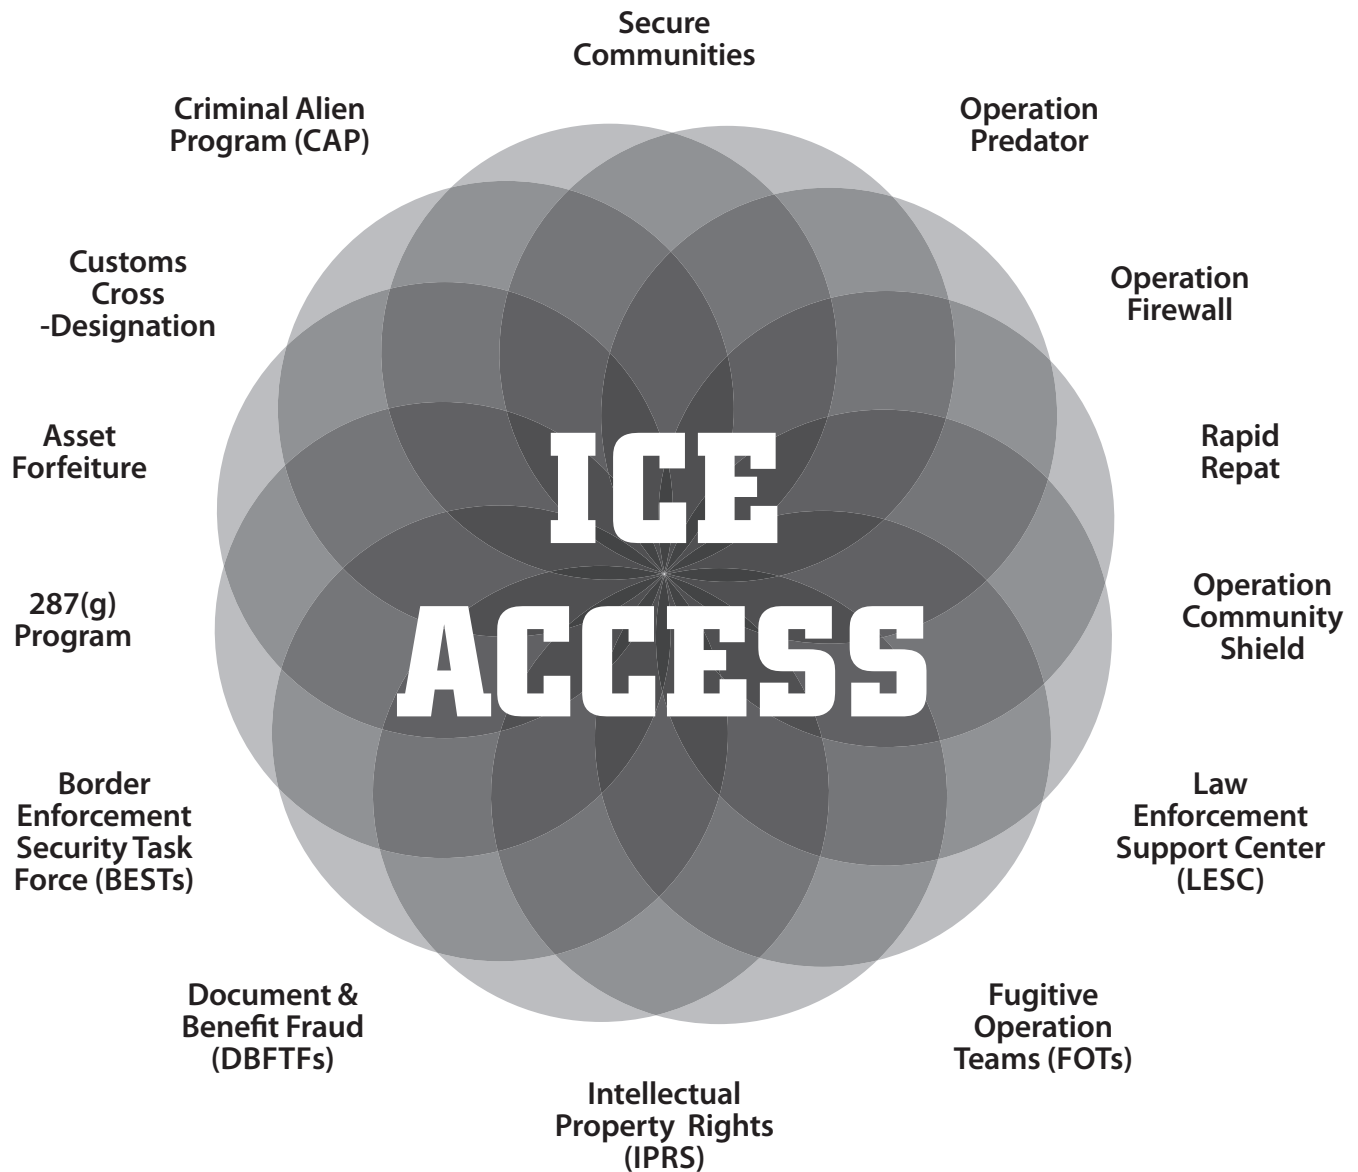 Secure
Communities
Criminal Alien
Program (CAP)
Operation
Predator
Customs
Cross
-Designation
Operation
Firewall
Asset
Forfeiture
Rapid
Repat
ICE
ACCESS
287(g)
Program
Operation
Community
Shield
Border
Enforcement
Security Task
Force (BESTs)
Law
Enforcement
Support Center
(LESC)
Document &
Benefit Fraud
(DBFTFs)
Fugitive
Operation
Teams (FOTs)
Intellectual
Property Rights
(IPRS)